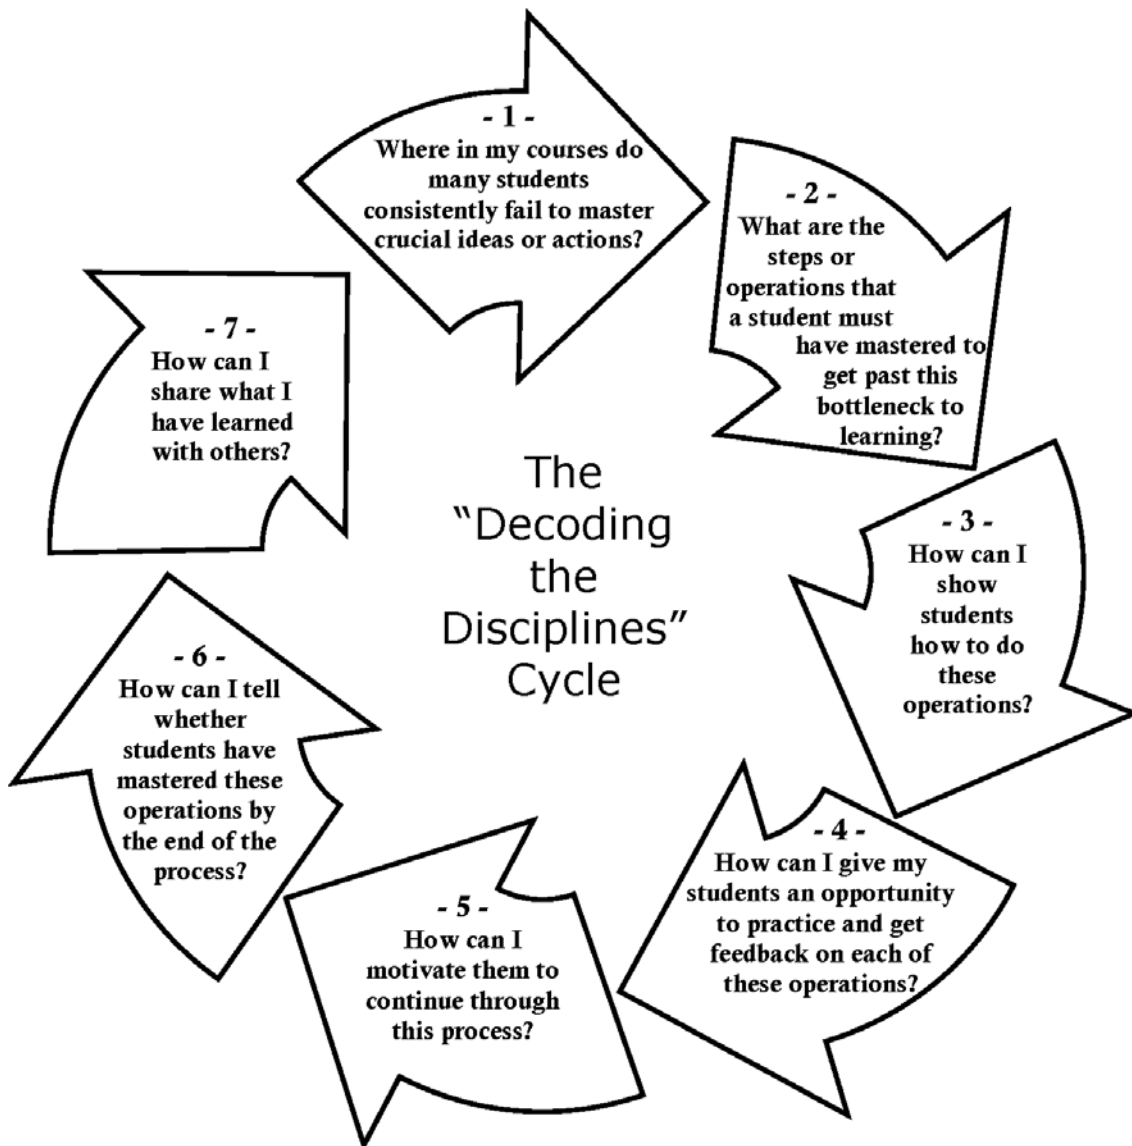 - 1 -
Where in my courses do
many students
consistently fail to master
crucial ideas or actions?
- 2 -
What are the
steps or
operations that
a student must
have mastered to
get past this
bottleneck to
learning?
- 3 -
How can I
show
students
how to do
these
operations?
- 4 -
How can I give my
students an opportunity
to practice and get
feedback on each of
these operations?
- 5 -
How can I
motivate them to
continue through
this process?
- 6 -
How can I tell
whether
students have
mastered these
operations by
the end of the
process?
- 7 -
How can I
share what I
have learned
with others?
The
“Decoding
the
Disciplines”
Cycle